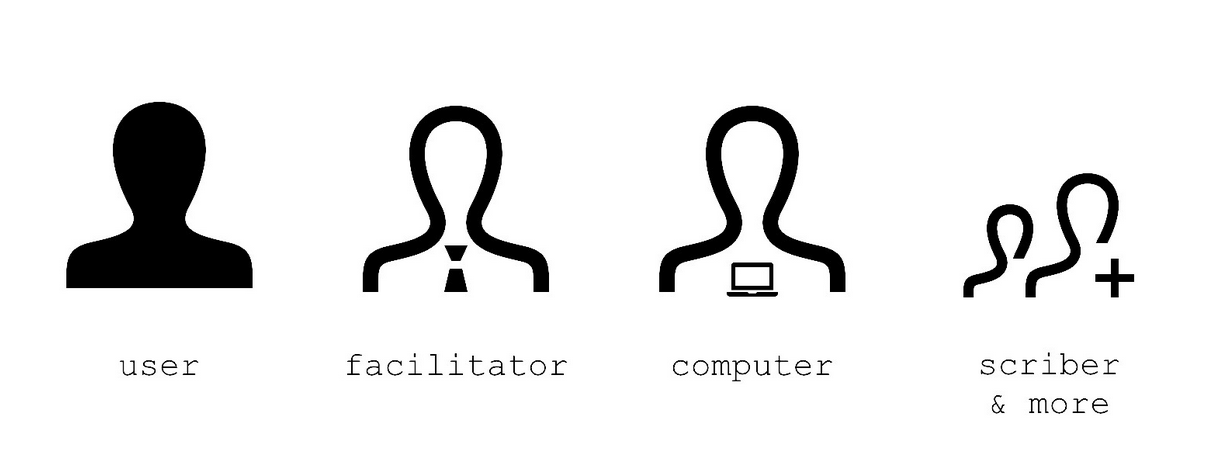 user
facilitator
computer
scriber
& more